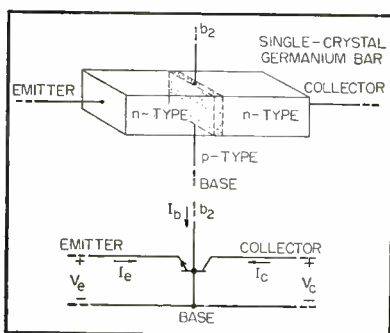 b2
SINGLE-CRYSTAL
GERMANIUM BAR
EMITTER
COLLECTOR
n-TYPE
n-TYPE
p-TYPE
BASE
Ib
b2
EMITTER
COLLECTOR
+
Ie
Ic
+
Ve
Vc
−
−
BASE